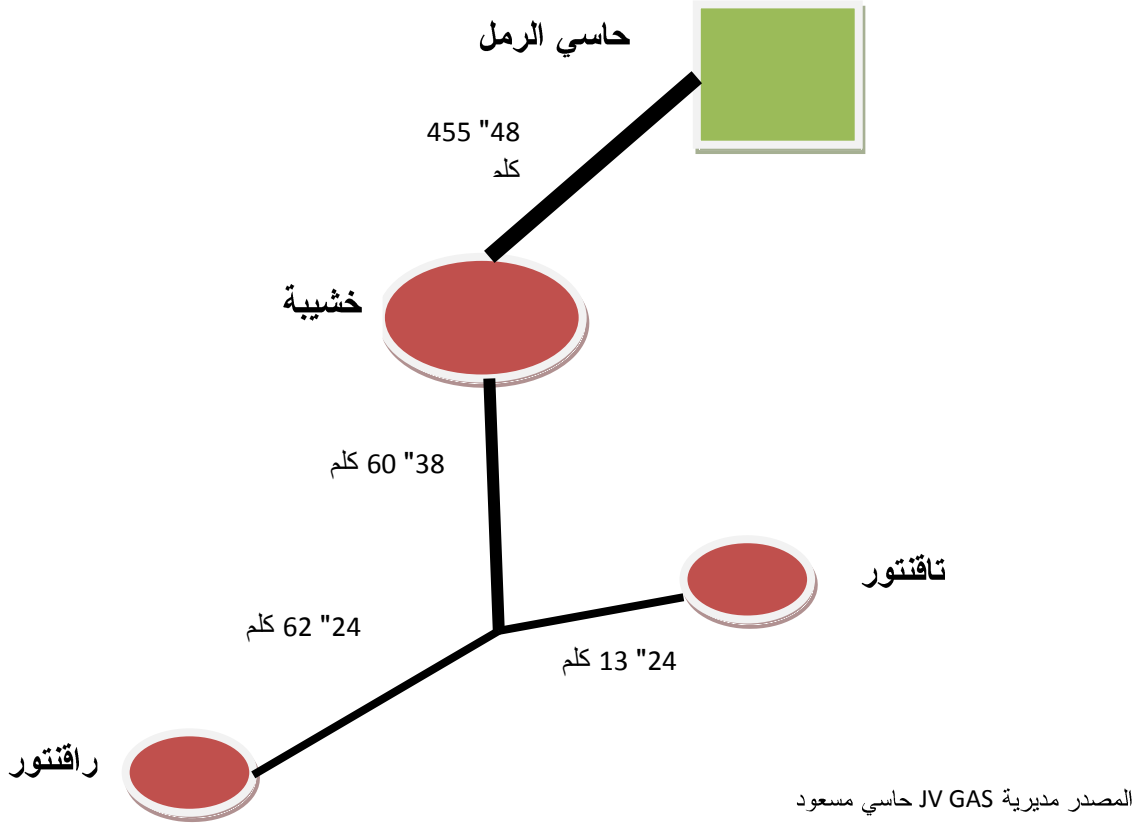 حاسي الرمل
48" 455
كلم
خشيبة
38" 60 كلم
تاقنتور
24" 62 كلم
24" 13 كلم
راقنتور
المصدر مديرية JV GAS حاسي مسعود